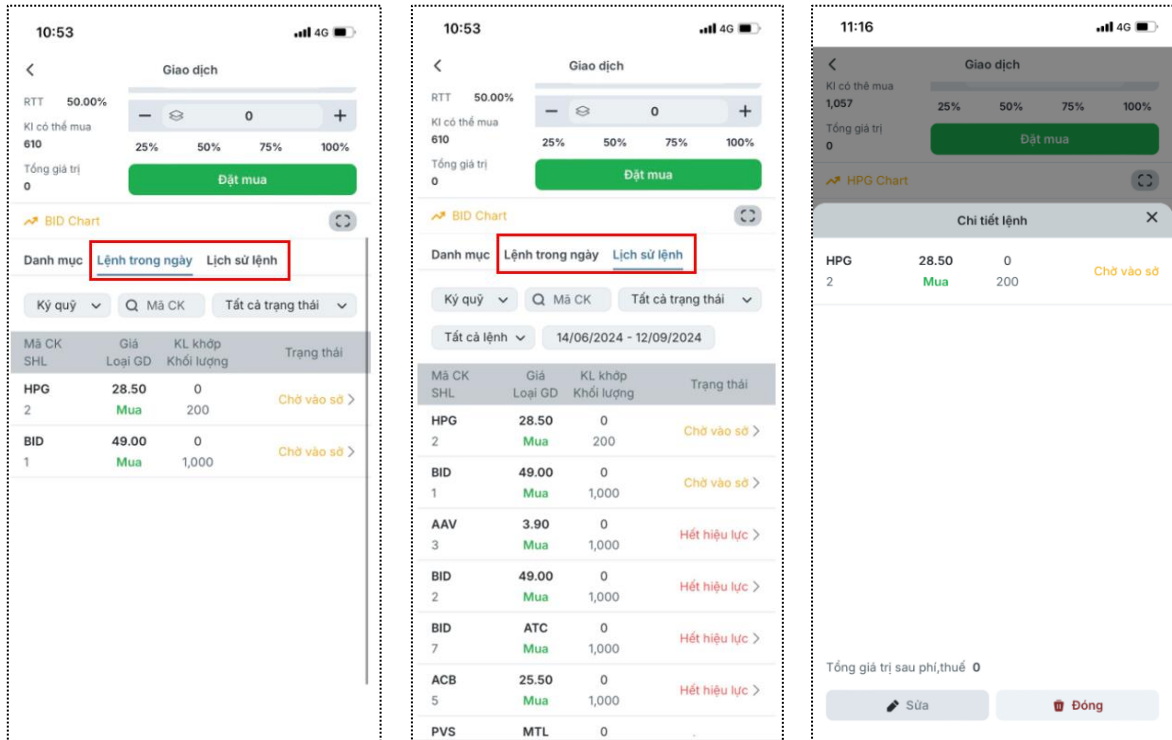 10:53
4G
Giao dịch
RTT 50.00%
0
Kl có thể mua
610
25% 50% 75% 100%
Tổng giá trị
0
Đặt mua
BID Chart
Danh mục Lệnh trong ngày Lịch sử lệnh
Ký quỹ Mã CK Tất cả trạng thái
Mã CK Giá KL khớp Trạng thái
SHL Loại GD Khối lượng
HPG 28.50 0 Chờ vào sở
2 Mua 200
BID 49.00 0 Chờ vào sở
1 Mua 1,000
10:53
4G
Giao dịch
RTT 50.00%
0
Kl có thể mua
610
25% 50% 75% 100%
Tổng giá trị
0
Đặt mua
BID Chart
Danh mục Lệnh trong ngày Lịch sử lệnh
Ký quỹ Mã CK Tất cả trạng thái
Tất cả lệnh 14/06/2024 - 12/09/2024
Mã CK Giá KL khớp Trạng thái
SHL Loại GD Khối lượng
HPG 28.50 0 Chờ vào sở
2 Mua 200
BID 49.00 0 Chờ vào sở
1 Mua 1,000
AAV 3.90 0 Hết hiệu lực
3 Mua 1,000
BID 49.00 0 Hết hiệu lực
2 Mua 1,000
BID ATC 0 Hết hiệu lực
7 Mua 1,000
ACB 25.50 0 Hết hiệu lực
5 Mua 1,000
PVS MTL 0
11:16
4G
Giao dịch
Kl có thể mua
1,057
25% 50% 75% 100%
Tổng giá trị
0
Đặt mua
HPG Chart
Chi tiết lệnh
HPG 28.50 0 Chờ vào sở
2 Mua 200
Tổng giá trị sau phí,thuế 0
Sửa Đóng